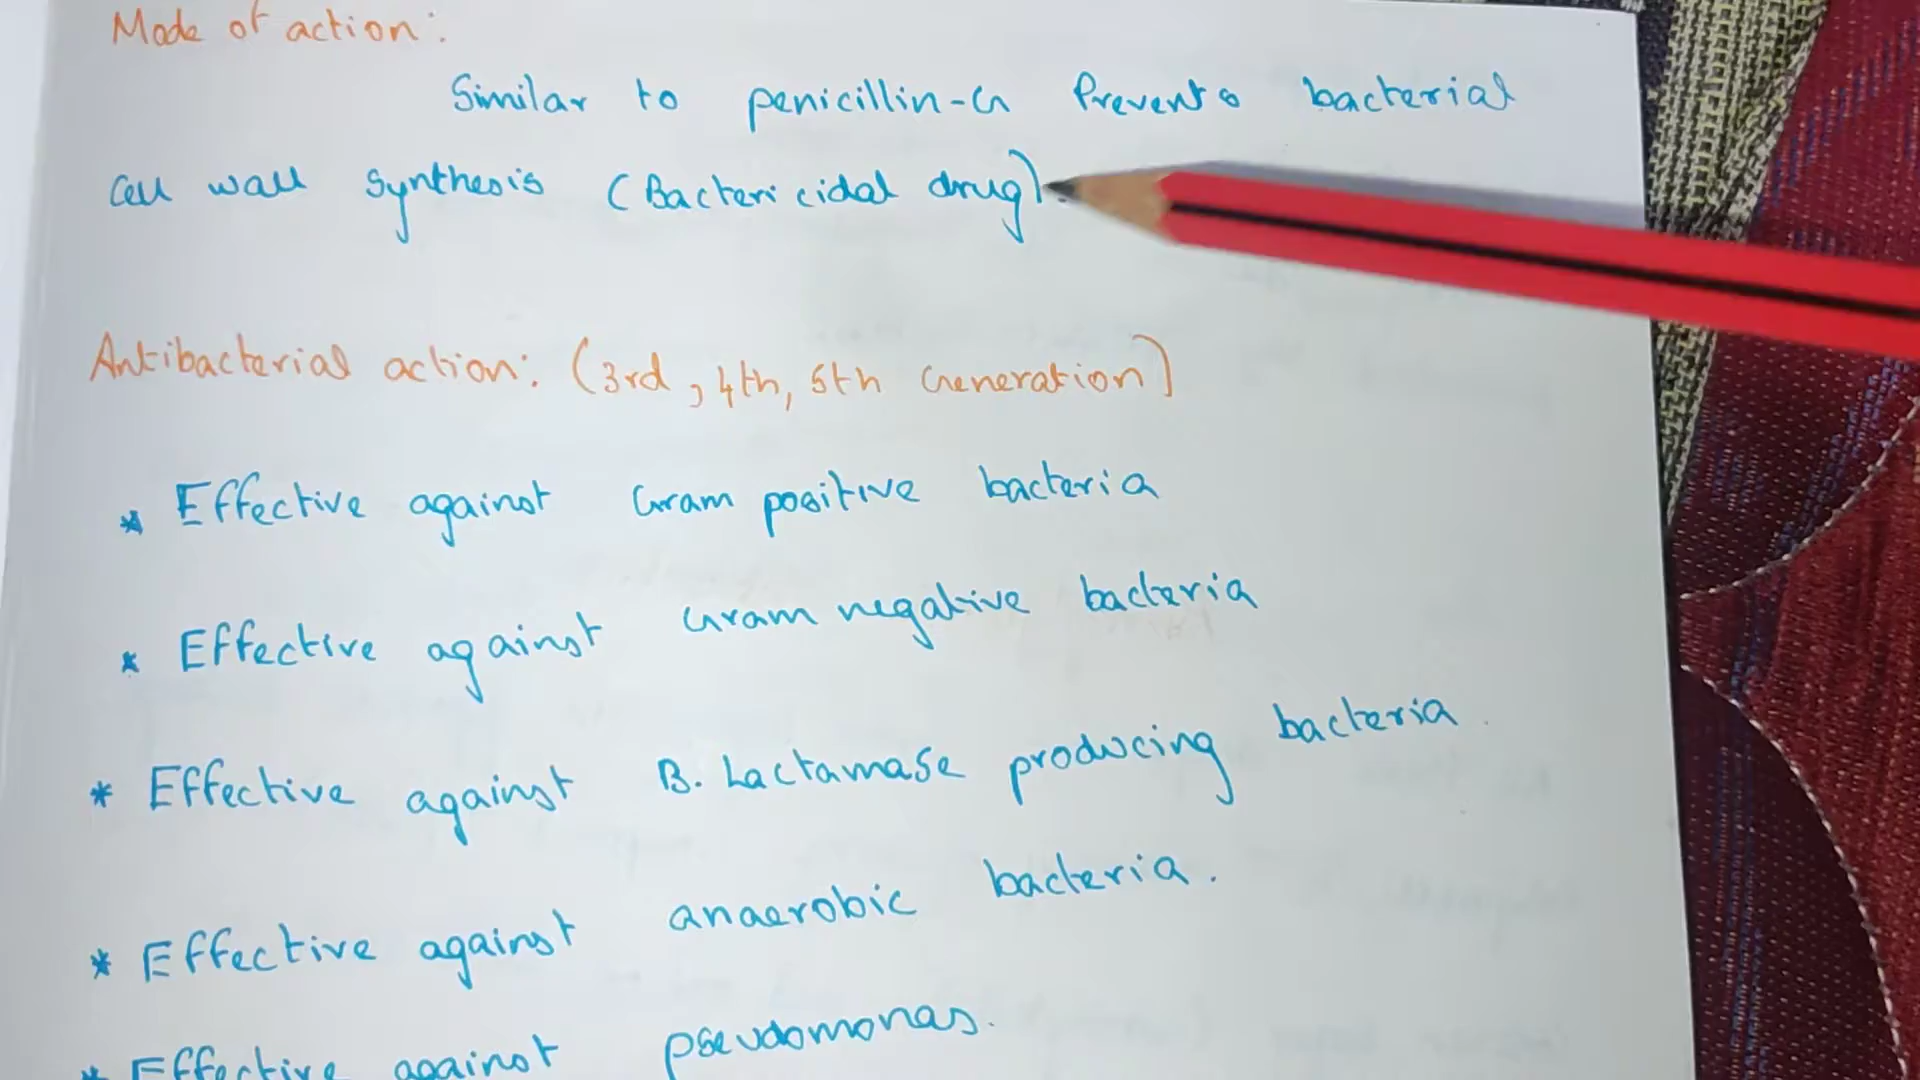 Mode of action:
Similar to penicillin-G Prevents bacterial
cell wall synthesis (Bactericidal drug).
Antibacterial action: (3rd, 4th, 5th Generation)
* Effective against Gram positive bacteria
* Effective against Gram negative bacteria
* Effective against B. Lactamase producing bacteria.
* Effective against anaerobic bacteria.
* Effective against pseudomonas.